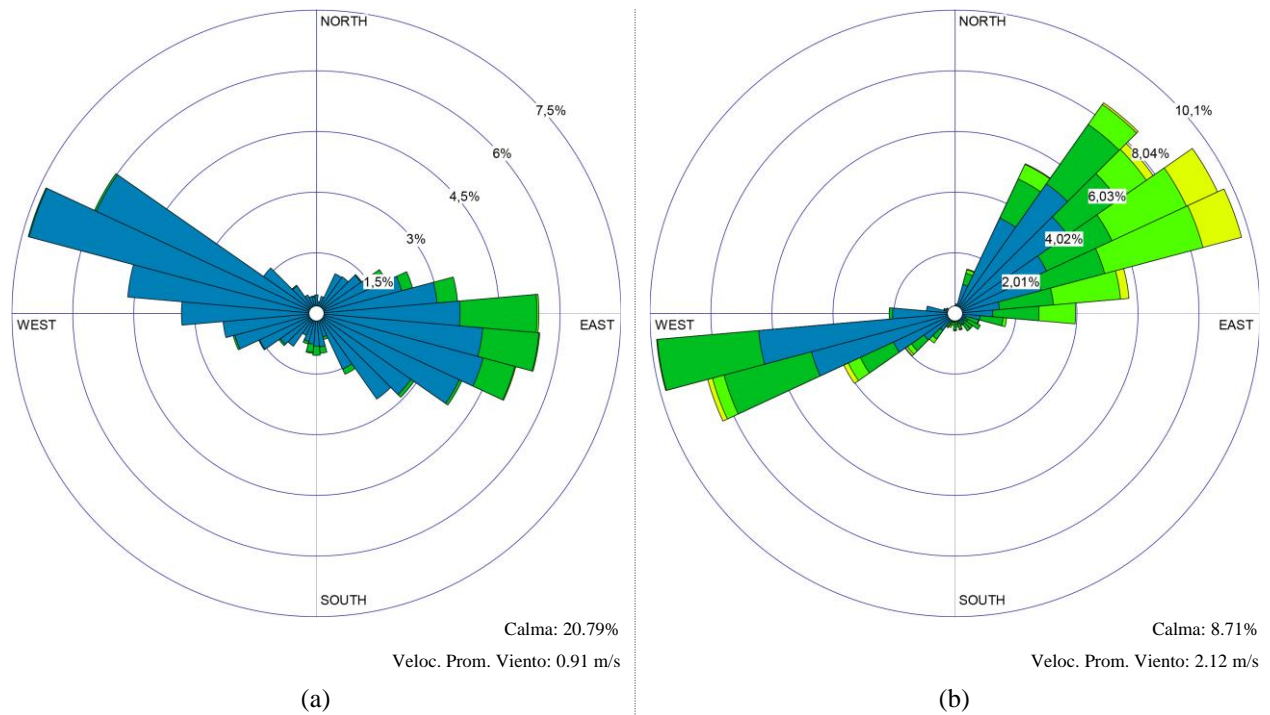 NORTH
7,5%
6%
4,5%
3%
1,5%
WEST
EAST
SOUTH
Calma: 20.79%
Veloc. Prom. Viento: 0.91 m/s
(a)
NORTH
10,1%
8,04%
6,03%
4,02%
2,01%
WEST
EAST
SOUTH
Calma: 8.71%
Veloc. Prom. Viento: 2.12 m/s
(b)